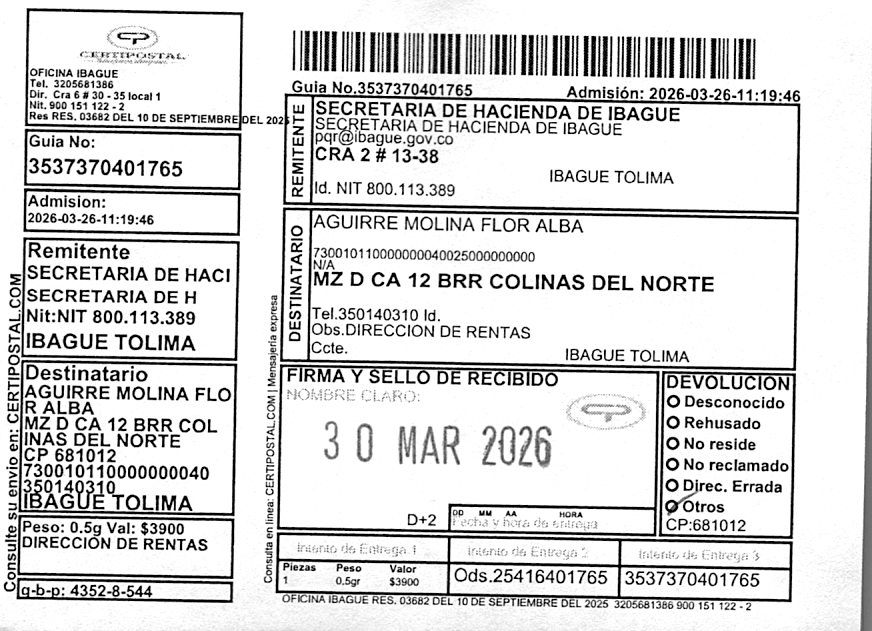 CERTIPOSTAL
OFICINA IBAGUE
Tel. 3205681386
Dir. Cra 6 # 30 - 35 local 1
Nit. 900 151 122 - 2
Res RES. 03682 DEL 10 DE SEPTIEMBRE DEL 2025
Guia No:
3537370401765
Admision:
2026-03-26-11:19:46
Remitente
SECRETARIA DE HACI
SECRETARIA DE H
Nit:NIT 800.113.389
IBAGUE TOLIMA
Destinatario
AGUIRRE MOLINA FLO
R ALBA
MZ D CA 12 BRR COL
INAS DEL NORTE
CP 681012
730010110000000040
350140310
IBAGUE TOLIMA
Peso: 0.5g Val: $3900
DIRECCION DE RENTAS
q-b-p: 4352-8-544
Consulte su envio en: CERTIPOSTAL.COM
Guia No.3537370401765
Admisión: 2026-03-26-11:19:46
REMITENTE
SECRETARIA DE HACIENDA DE IBAGUE
SECRETARIA DE HACIENDA DE IBAGUE
pqr@ibague.gov.co
CRA 2 # 13-38
IBAGUE TOLIMA
Id. NIT 800.113.389
DESTINATARIO
AGUIRRE MOLINA FLOR ALBA
730010110000000040025000000000
N/A
MZ D CA 12 BRR COLINAS DEL NORTE
Tel.350140310 Id.
Obs.DIRECCION DE RENTAS
Ccte.
IBAGUE TOLIMA
Consulta en linea: CERTIPOSTAL.COM | Mensajería expresa
FIRMA Y SELLO DE RECIBIDO
NOMBRE CLARO:
30 MAR 2026
D+2
DD MM AA HORA
Fecha y hora de entrega
DEVOLUCION
Desconocido
Rehusado
No reside
No reclamado
Direc. Errada
Otros
CP:681012
Intento de Entrega 1
Intento de Entrega 2
Intento de Entrega 3
Piezas Peso Valor
1 0.5gr $3900
Ods.25416401765
3537370401765
OFICINA IBAGUE RES. 03682 DEL 10 DE SEPTIEMBRE DEL 2025 3205681386 900 151 122 - 2